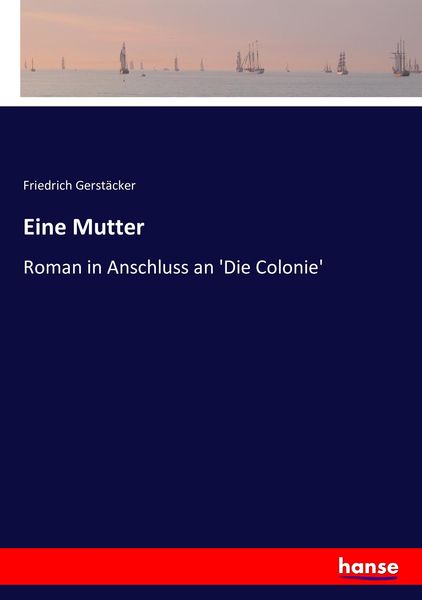 Friedrich Gerstäcker
Eine Mutter
Roman in Anschluss an 'Die Colonie'
hanse